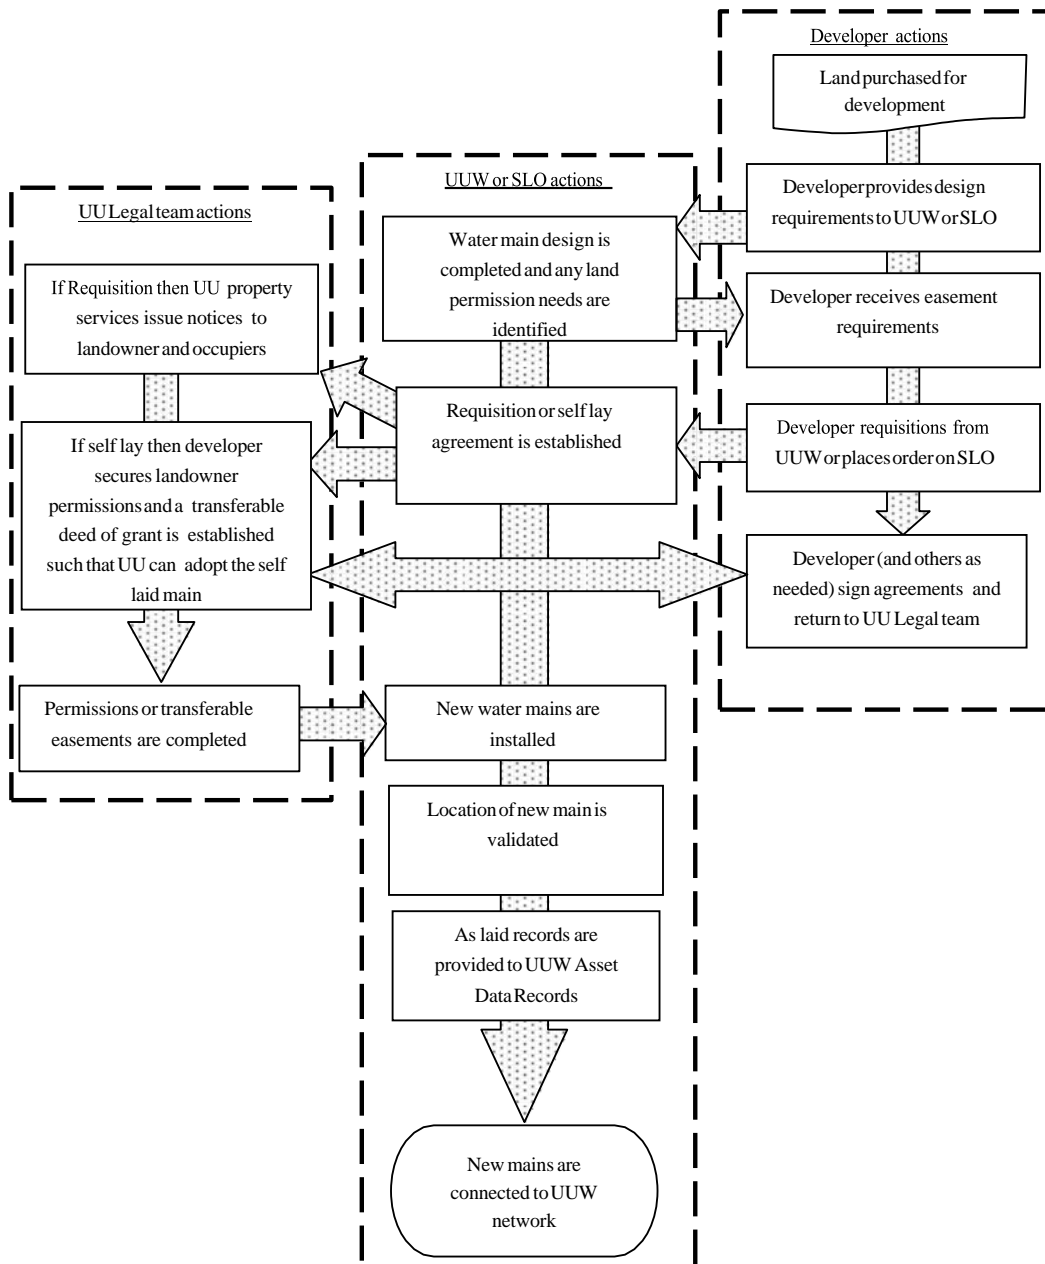 Developer actions
Land purchased for
development
Developer provides design
requirements to UUW or SLO
Developer receives easement
requirements
Developer requisitions from
UUW or places order on SLO
Developer (and others as
needed) sign agreements and
return to UU Legal team
UUW or SLO actions
Water main design is
completed and any land
permission needs are
identified
Requisition or self lay
agreement is established
New water mains are
installed
Location of new main is
validated
As laid records are
provided to UUW Asset
Data Records
New mains are
connected to UUW
network
UU Legal team actions
If Requisition then UU property
services issue notices to
landowner and occupiers
If self lay then developer
secures landowner
permissions and a transferable
deed of grant is established
such that UU can adopt the self
laid main
Permissions or transferable
easements are completed